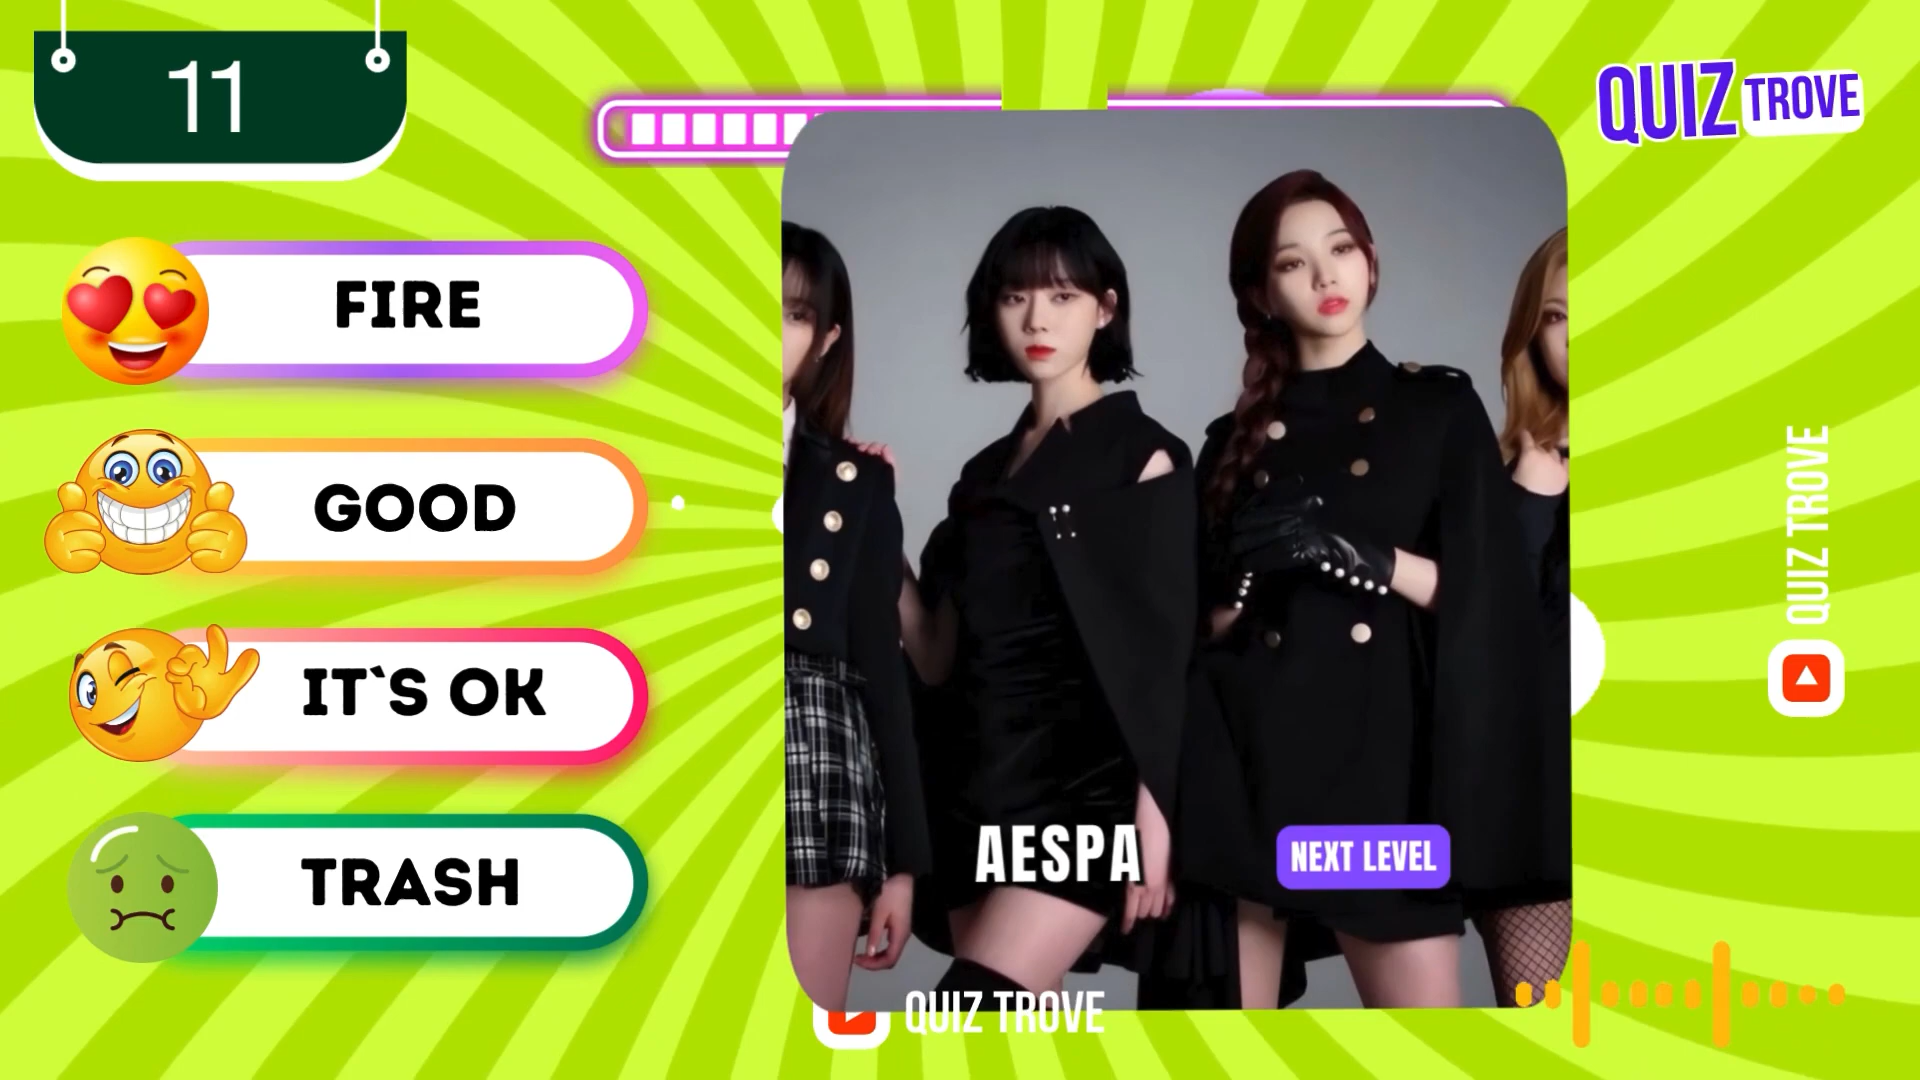 11
QUIZ TROVE
FIRE
GOOD
IT`S OK
TRASH
AESPA
NEXT LEVEL
QUIZ TROVE
QUIZ TROVE